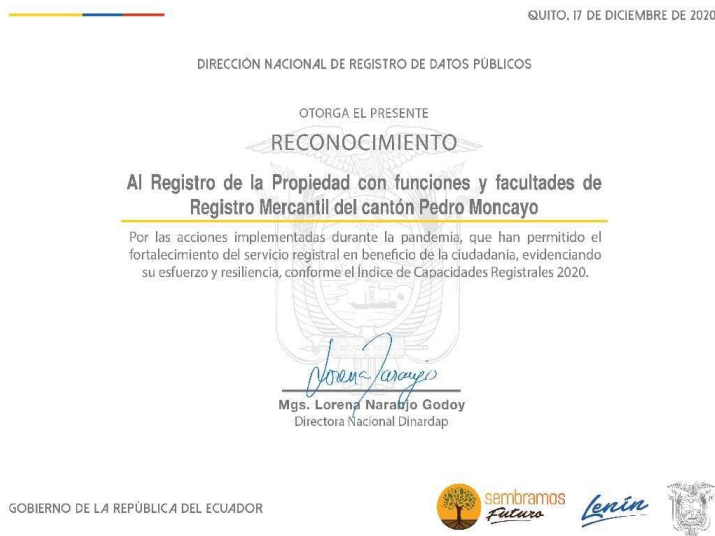 QUITO, 17 DE DICIEMBRE DE 2020
DIRECCIÓN NACIONAL DE REGISTRO DE DATOS PÚBLICOS
OTORGA EL PRESENTE
RECONOCIMIENTO
Al Registro de la Propiedad con funciones y facultades de
Registro Mercantil del cantón Pedro Moncayo
Por las acciones implementadas durante la pandemia, que han permitido el
fortalecimiento del servicio registral en beneficio de la ciudadanía, evidenciando
su esfuerzo y resiliencia, conforme el Índice de Capacidades Registrales 2020.
Lorena Naranjo
Mgs. Lorena Naranjo Godoy
Directora Nacional Dinardap
GOBIERNO DE LA REPÚBLICA DEL ECUADOR
sembramos
Futuro
Lenín